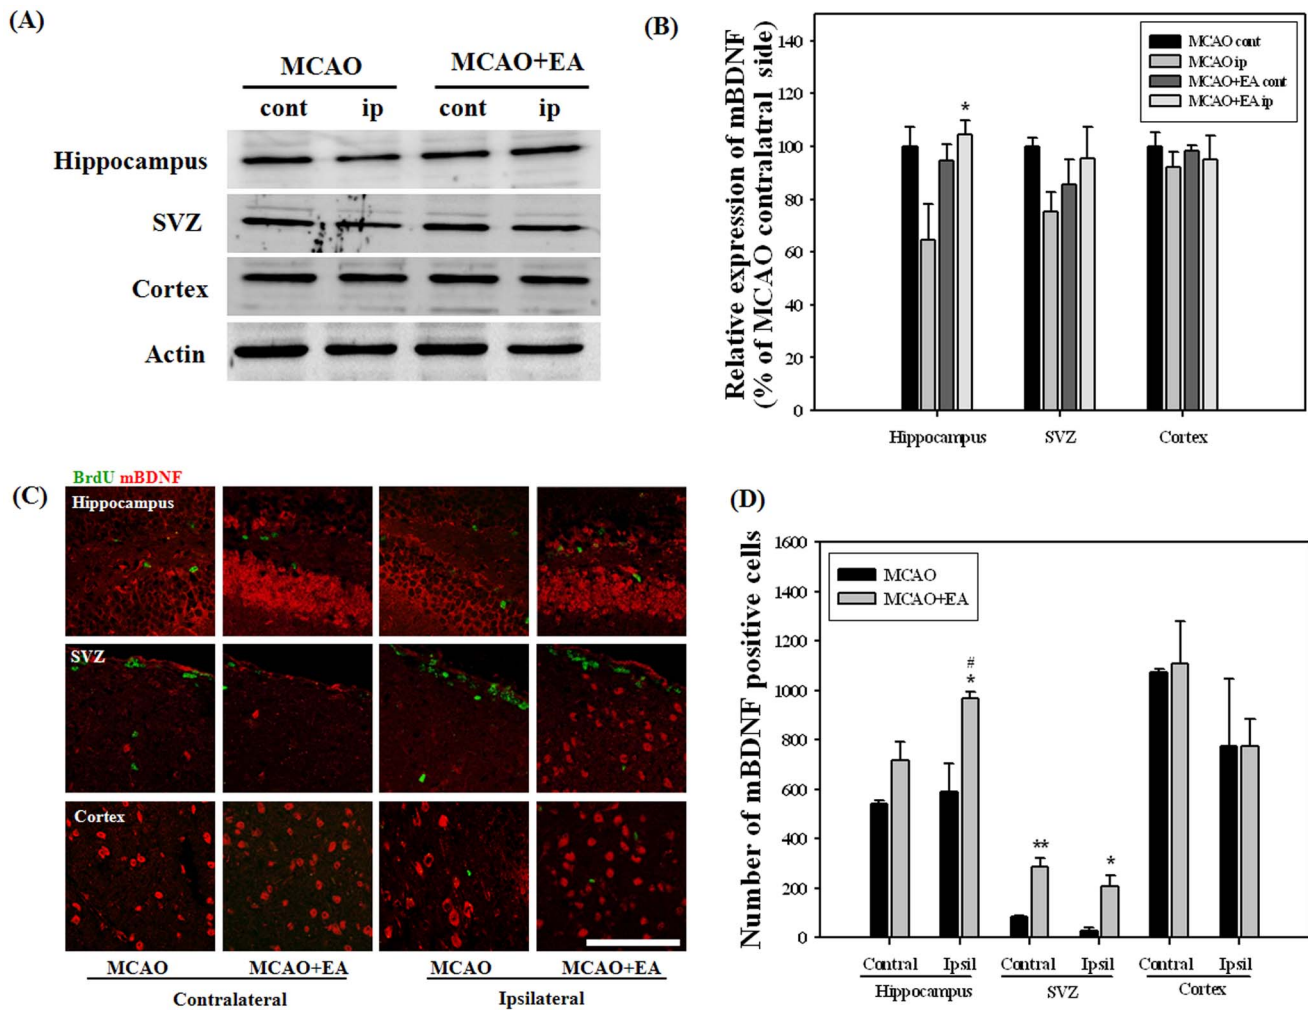 (A)
MCAO MCAO+EA
cont ip cont ip
Hippocampus
SVZ
Cortex
Actin
(B)
Relative expression of mBDNF
(% of MCAO contralatral side)
140
120
100
80
60
40
20
0
MCAO cont
MCAO ip
MCAO+EA cont
MCAO+EA ip
*
Hippocampus SVZ Cortex
(C)
BrdU mBDNF
Hippocampus
SVZ
Cortex
MCAO MCAO+EA MCAO MCAO+EA
Contralateral Ipsilateral
(D)
Number of mBDNF positive cells
1600
1400
1200
1000
800
600
400
200
0
MCAO
MCAO+EA
#
*
**
*
Contral Ipsil Contral Ipsil Contral Ipsil
Hippocampus SVZ Cortex